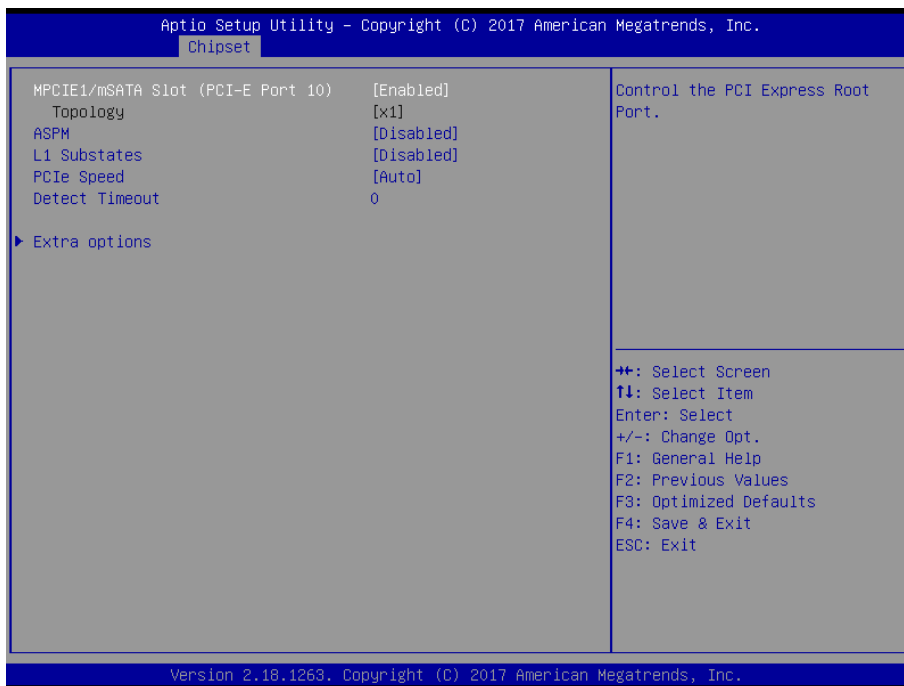 Aptio Setup Utility – Copyright (C) 2017 American Megatrends, Inc.
Chipset
MPCIE1/mSATA Slot (PCI-E Port 10) [Enabled]
Topology [x1]
ASPM [Disabled]
L1 Substates [Disabled]
PCIe Speed [Auto]
Detect Timeout 0
Extra options
Control the PCI Express Root
Port.
→←: Select Screen
↑↓: Select Item
Enter: Select
+/-: Change Opt.
F1: General Help
F2: Previous Values
F3: Optimized Defaults
F4: Save & Exit
ESC: Exit
Version 2.18.1263. Copyright (C) 2017 American Megatrends, Inc.